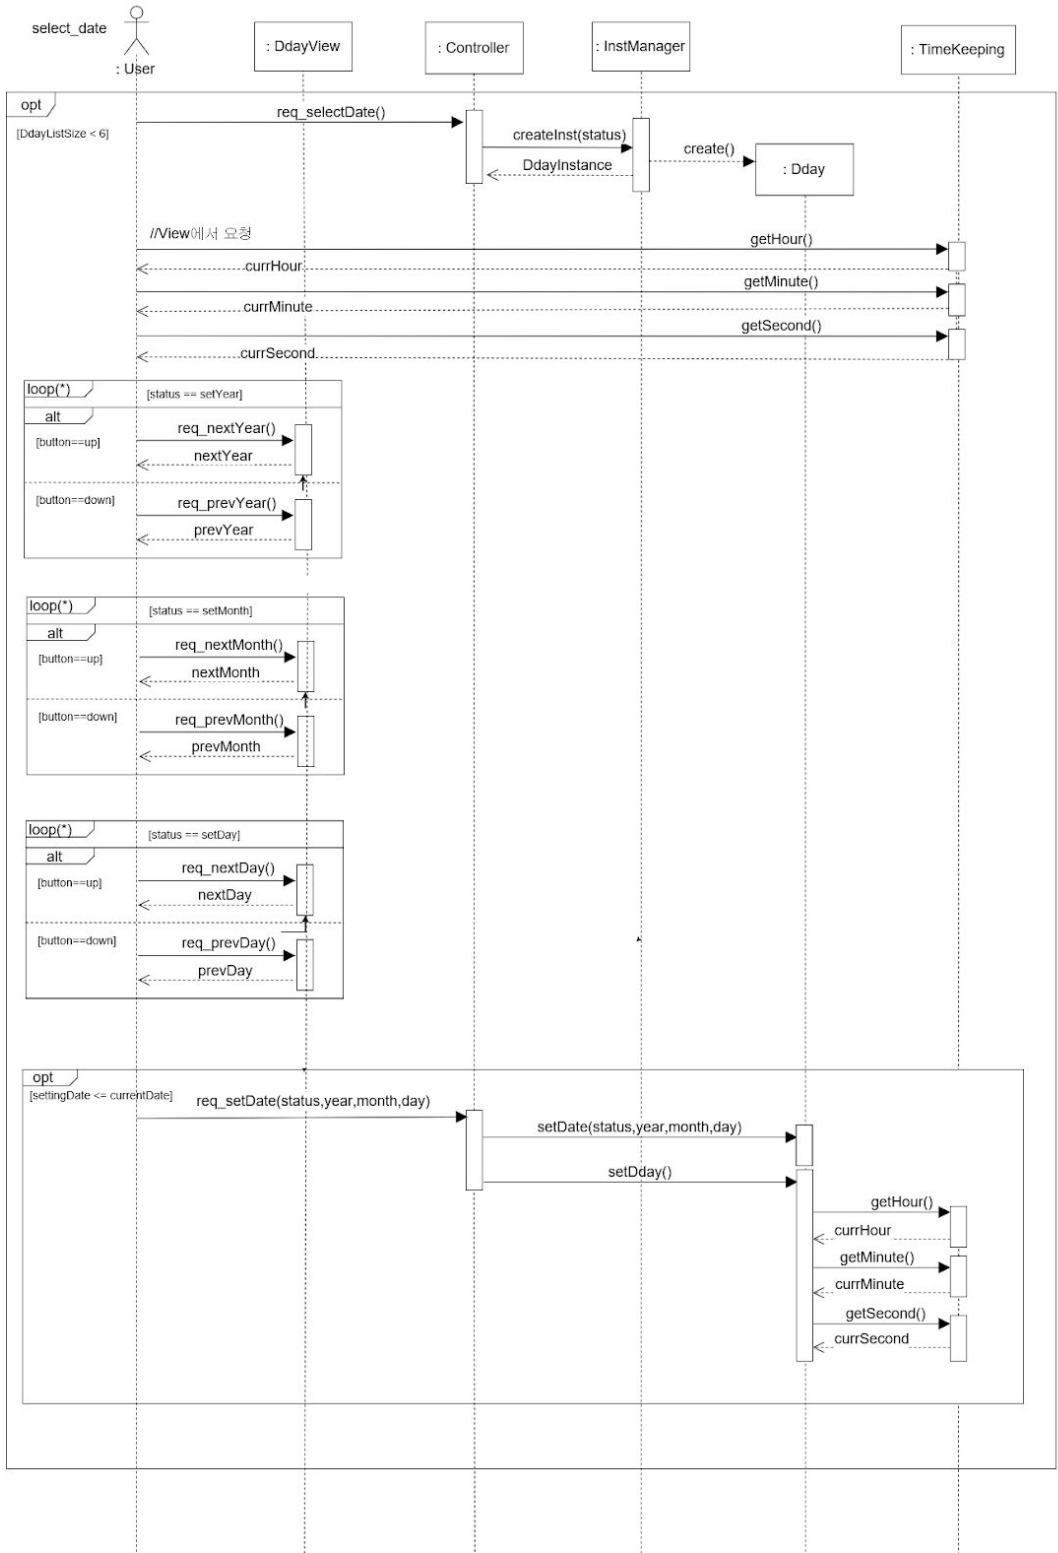 select_date
: User
: DdayView
: Controller
: InstManager
: TimeKeeping
opt
[DdayListSize < 6]
req_selectDate()
createInst(status)
DdayInstance
create()
: Dday
//View에서 요청
getHour()
currHour
getMinute()
currMinute
getSecond()
currSecond
loop(*)
[status == setYear]
alt
[button==up]
req_nextYear()
nextYear
[button==down]
req_prevYear()
prevYear
loop(*)
[status == setMonth]
alt
[button==up]
req_nextMonth()
nextMonth
[button==down]
req_prevMonth()
prevMonth
loop(*)
[status == setDay]
alt
[button==up]
req_nextDay()
nextDay
[button==down]
req_prevDay()
prevDay
opt
[settingDate <= currentDate]
req_setDate(status,year,month,day)
setDate(status,year,month,day)
setDday()
getHour()
currHour
getMinute()
currMinute
getSecond()
currSecond